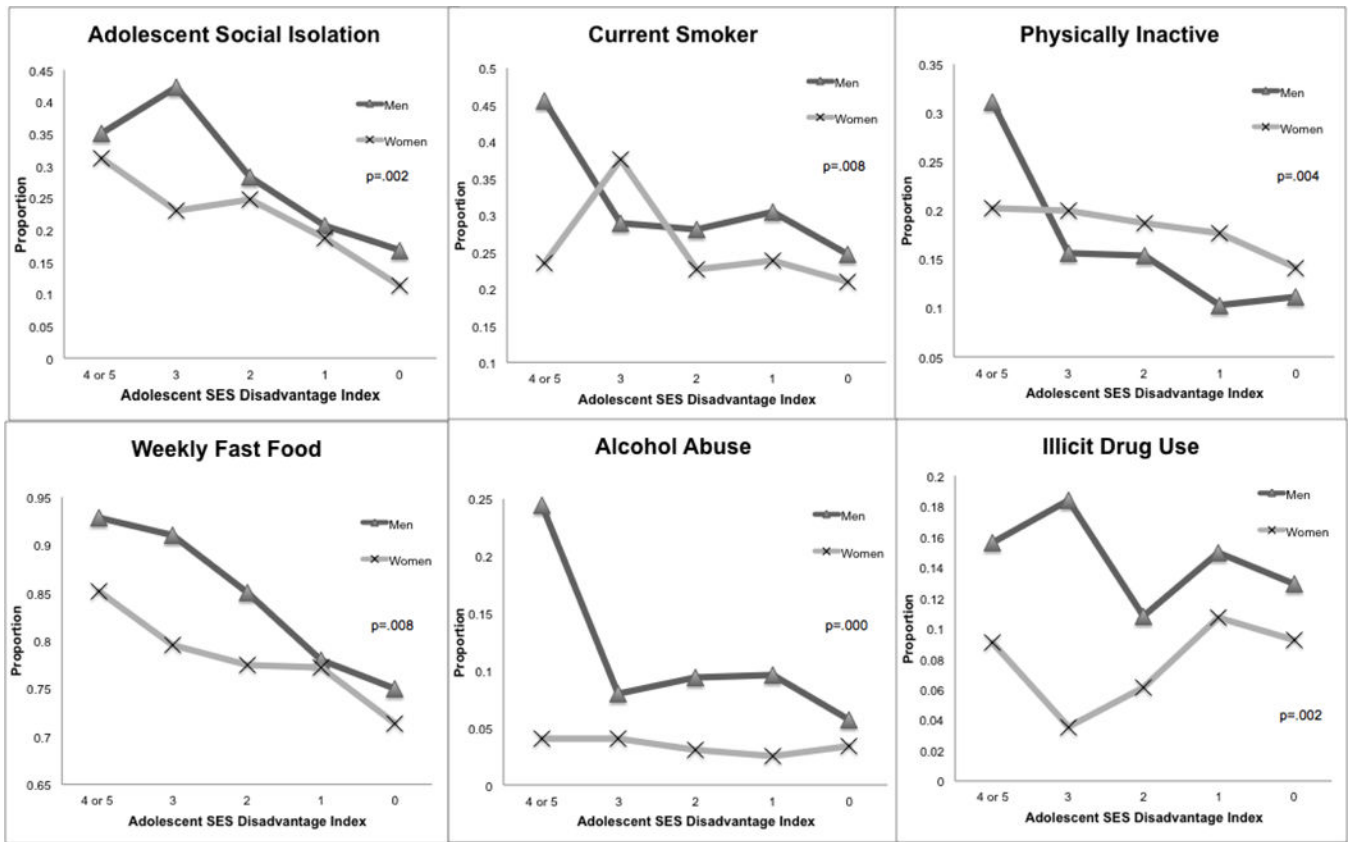 Adolescent Social Isolation
0.45
0.4
0.35
0.3
0.25
0.2
0.15
0.1
0.05
0
Proportion
Men
Women
p=.002
4 or 5 3 2 1 0
Adolescent SES Disadvantage Index
Current Smoker
0.5
0.45
0.4
0.35
0.3
0.25
0.2
0.15
0.1
Proportion
Men
Women
p=.008
4 or 5 3 2 1 0
Adolescent SES Disadvantage Index
Physically Inactive
0.35
0.3
0.25
0.2
0.15
0.1
0.05
Proportion
Men
Women
p=.004
4 or 5 3 2 1 0
Adolescent SES Disadvantage Index
Weekly Fast Food
0.95
0.9
0.85
0.8
0.75
0.7
0.65
Proportion
Men
Women
p=.008
4 or 5 3 2 1 0
Adolescent SES Disadvantage Index
Alcohol Abuse
0.25
0.2
0.15
0.1
0.05
0
Proportion
Men
Women
p=.000
4 or 5 3 2 1 0
Adolescent SES Disadvantage Index
Illicit Drug Use
0.2
0.18
0.16
0.14
0.12
0.1
0.08
0.06
0.04
0.02
0
Proportion
Men
Women
p=.002
4 or 5 3 2 1 0
Adolescent SES Disadvantage Index